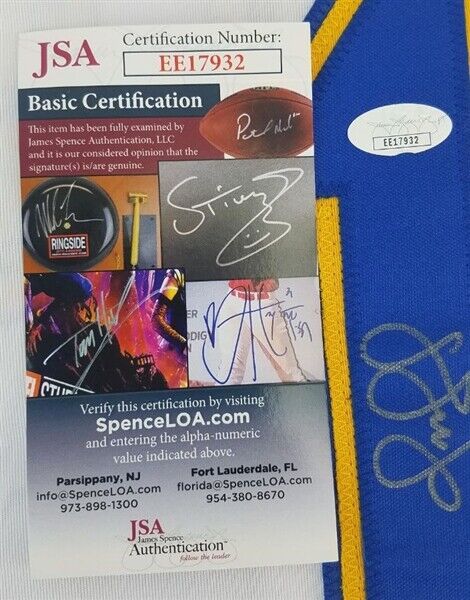 JSA
Certification Number:
EE17932
Basic Certification
This item has been fully examined by
James Spence Authentication, LLC
and it is our considered opinion that the
signature(s) is/are genuine.
EE17932
RINGSIDE
Sting
Verify this certification by visiting
SpenceLOA.com
and entering the alpha-numeric
value indicated above.
Parsippany, NJ
info@SpenceLOA.com
973-898-1300
Fort Lauderdale, FL
florida@SpenceLOA.com
954-380-8670
JSA
James Spence
Authentication™
follow the leader